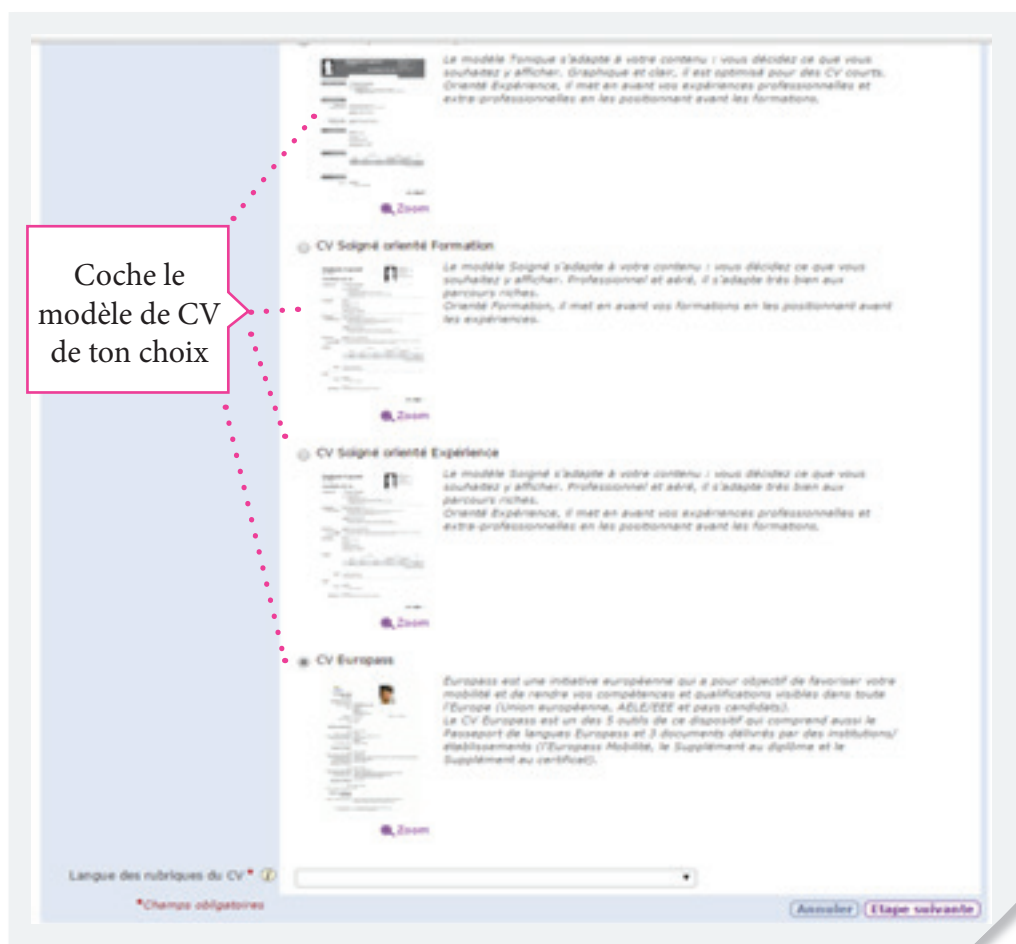 Le modèle Tonique s'adapte à votre contenu : vous décidez ce que vous
souhaitez y afficher. Graphique et clair, il est optimisé pour des CV courts.
Orienté Expérience, il met en avant vos expériences professionnelles et
extra-professionnelles en les positionnant avant les formations.
Zoom
Coche le
modèle de CV
de ton choix
CV Soigné orienté Formation
Le modèle Soigné s'adapte à votre contenu : vous décidez ce que vous
souhaitez y afficher. Professionnel et aéré, il s'adapte très bien aux
parcours riches.
Orienté Formation, il met en avant vos formations en les positionnant avant
les expériences.
Zoom
CV Soigné orienté Expérience
Le modèle Soigné s'adapte à votre contenu : vous décidez ce que vous
souhaitez y afficher. Professionnel et aéré, il s'adapte très bien aux
parcours riches.
Orienté Expérience, il met en avant vos expériences professionnelles et
extra-professionnelles en les positionnant avant les formations.
Zoom
CV Europass
Europass est une initiative européenne qui a pour objectif de favoriser votre
mobilité et de rendre vos compétences et qualifications visibles dans toute
l'Europe (Union européenne, AELE/EEE et pays candidats).
Le CV Europass est un des 5 outils de ce dispositif qui comprend aussi le
Passeport de langues Europass et 3 documents délivrés par des institutions/
établissements (l'Europass Mobilité, le Supplément au diplôme et le
Supplément au certificat).
Zoom
Langue des rubriques du CV *
*Champs obligatoires
Annuler Etape suivante